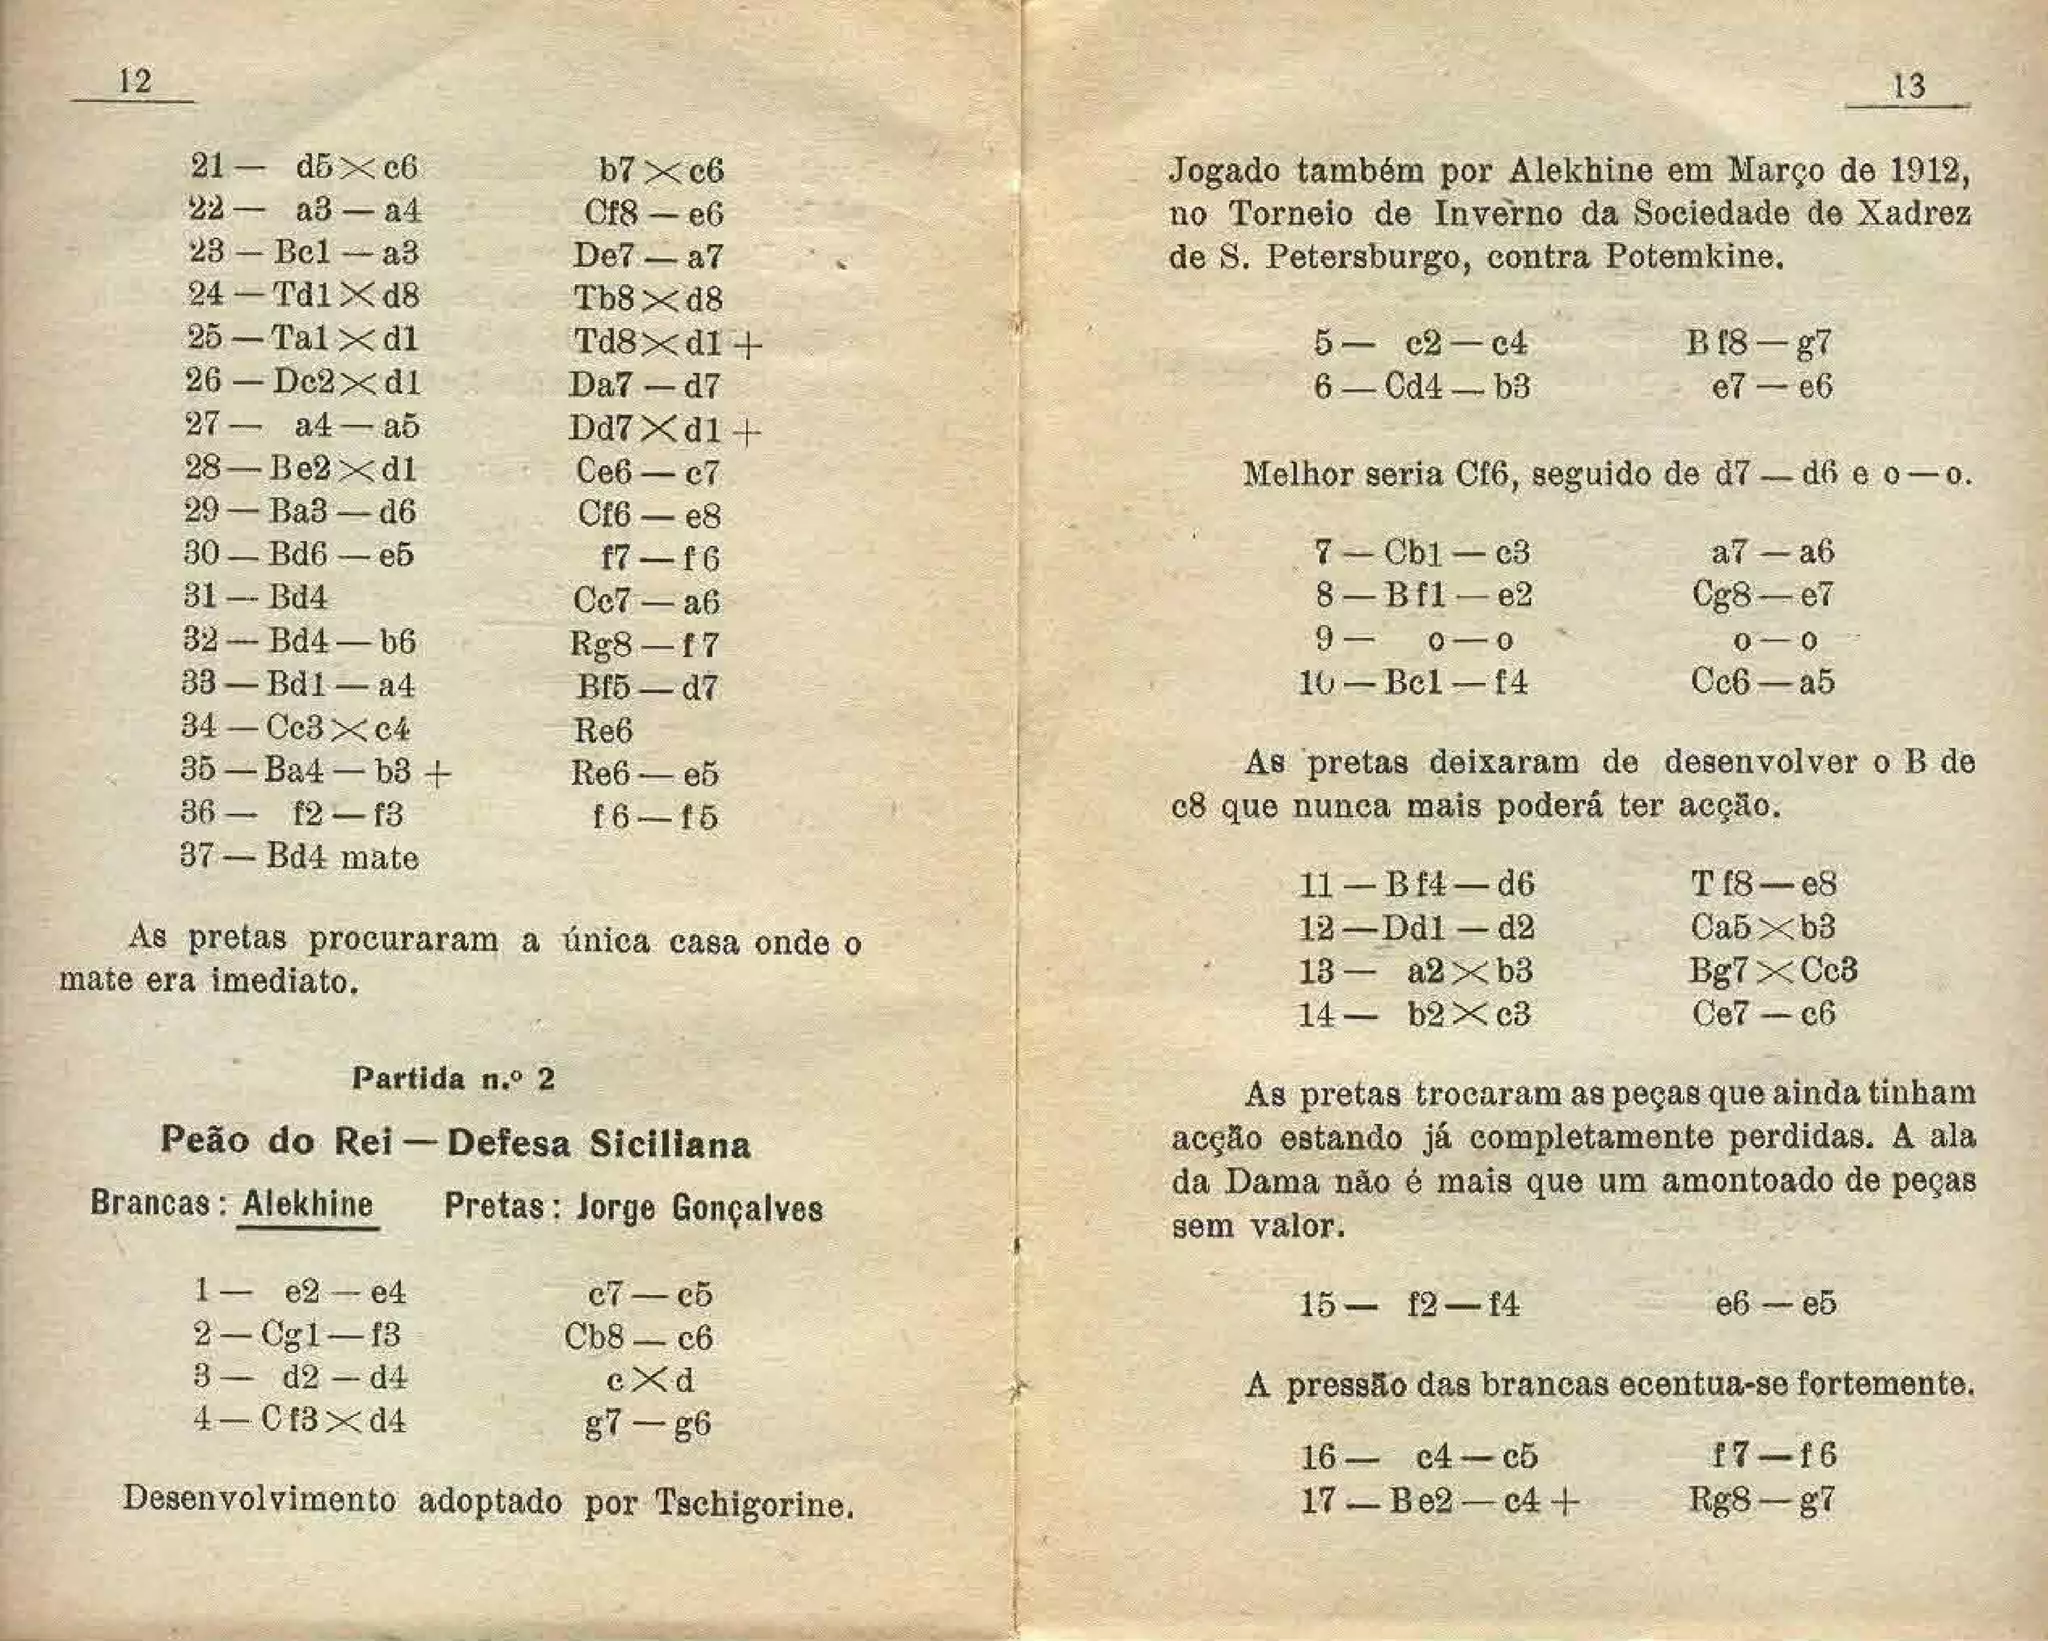 12
21 — d5 × c6 b7 × c6
22 — a3 — a4 Cf8 — e6
23 — Bc1 — a3 De7 — a7
24 — Td1 × d8 Tb8 × d8
25 — Ta1 × d1 Td8 × d1 +
26 — Dc2 × d1 Da7 — d7
27 — a4 — a5 Dd7 × d1 +
28 — Be2 × d1 Ce6 — c7
29 — Ba3 — d6 Cf6 — e8
30 — Bd6 — e5 f7 — f6
31 — Bd4 Cc7 — a6
32 — Bd4 — b6 Rg8 — f7
33 — Bd1 — a4 Bf5 — d7
34 — Cc3 × c4 Re6
35 — Ba4 — b3 + Re6 — e5
36 — f2 — f3 f6 — f5
37 — Bd4 mate
As pretas procuraram a única casa onde o
mate era imediato.
Partida n.º 2
Peão do Rei — Defesa Siciliana
Brancas: Alekhine Pretas: Jorge Gonçalves
1 — e2 — e4 c7 — c5
2 — Cg1 — f3 Cb8 — c6
3 — d2 — d4 c × d
4 — Cf3 × d4 g7 — g6
Desenvolvimento adoptado por Tschigorine.
13
Jogado também por Alekhine em Março de 1912,
no Torneio de Inverno da Sociedade de Xadrez
de S. Petersburgo, contra Potemkine.
5 — c2 — c4 Bf8 — g7
6 — Cd4 — b3 e7 — e6
Melhor seria Cf6, seguido de d7 — d6 e o — o.
7 — Cb1 — c3 a7 — a6
8 — Bf1 — e2 Cg8 — e7
9 — o — o o — o
10 — Bc1 — f4 Cc6 — a5
As pretas deixaram de desenvolver o B de
c8 que nunca mais poderá ter acção.
11 — Bf4 — d6 Tf8 — e8
12 — Dd1 — d2 Ca5 × b3
13 — a2 × b3 Bg7 × Cc3
14 — b2 × c3 Ce7 — c6
As pretas trocaram as peças que ainda tinham
acção estando já completamente perdidas. A ala
da Dama não é mais que um amontoado de peças
sem valor.
15 — f2 — f4 e6 — e5
A pressão das brancas ecentua-se fortemente.
16 — c4 — c5 f7 — f6
17 — Be2 — c4 + Rg8 — g7